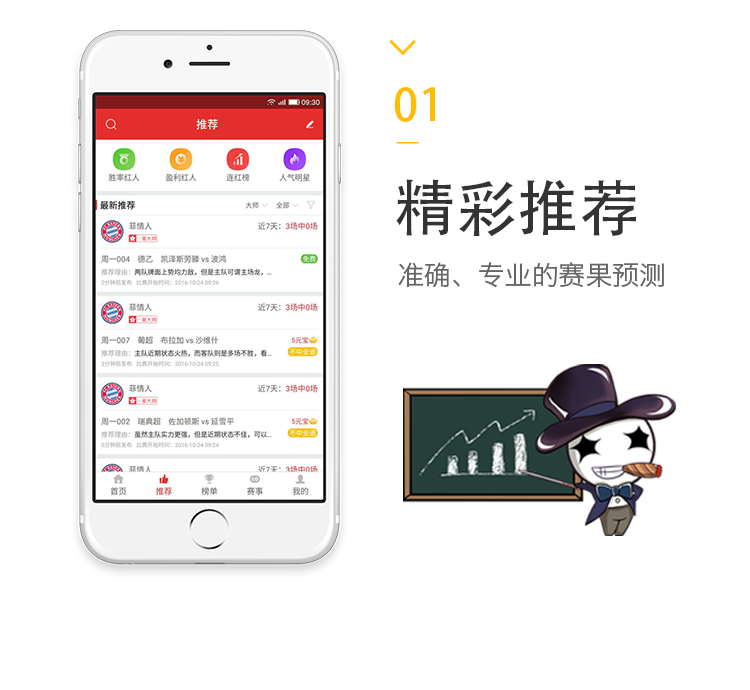 01
精彩推荐
准确、专业的赛果预测
09:30
推荐
胜率红人
盈利红人
连红榜
人气明星
最新推荐 大师 全部
菲情人 近7天：3场中0场
一星大师
周一004 德乙 凯泽斯劳滕 vs 波鸿 免费
推荐理由：两队牌面上势均力敌，但是主队可谓主场龙，...
3分钟前发布 比赛开始时间：2016-10-24 09:26
菲情人 近7天：3场中0场
一星大师
周一007 葡超 布拉加 vs 沙维什 5元宝
推荐理由：主队近期状态火热，而客队则是多场不胜，看... 不中全退
3分钟前发布 比赛开始时间：2016-10-24 09:25
菲情人 近7天：3场中0场
一星大师
周一002 瑞典超 佐加顿斯 vs 延雪平 5元宝
推荐理由：虽然主队实力更强，但是近期状态不佳，可以... 不中全退
5分钟前发布 比赛开始时间：2016-10-24 09:23
菲情人 近7天：3场中0场
首页
推荐
榜单
赛事
我的